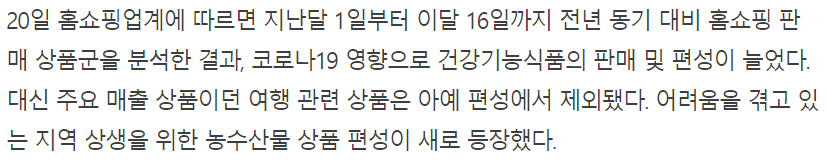 20일 홈쇼핑업계에 따르면 지난달 1일부터 이달 16일까지 전년 동기 대비 홈쇼핑 판
매 상품군을 분석한 결과, 코로나19 영향으로 건강기능식품의 판매 및 편성이 늘었다.
대신 주요 매출 상품이던 여행 관련 상품은 아예 편성에서 제외됐다. 어려움을 겪고 있
는 지역 상생을 위한 농수산물 상품 편성이 새로 등장했다.